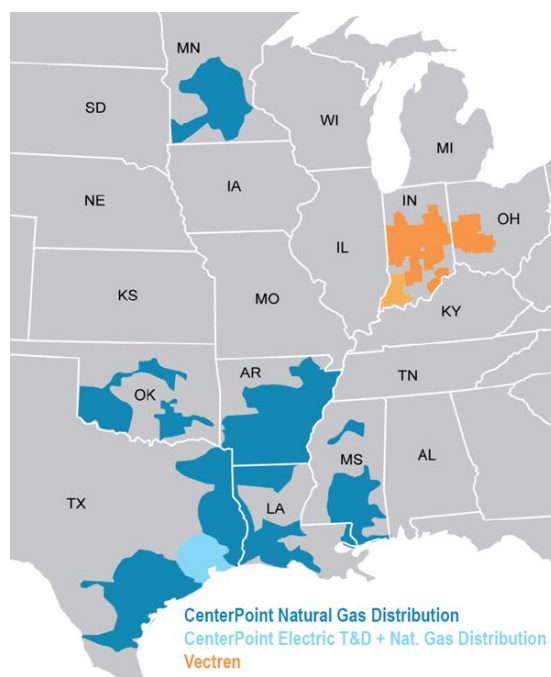 MN
SD
WI
MI
IA
NE
IN
OH
IL
KS
MO
KY
OK
AR
TN
MS
AL
TX
LA
CenterPoint Natural Gas Distribution
CenterPoint Electric T&D + Nat. Gas Distribution
Vectren